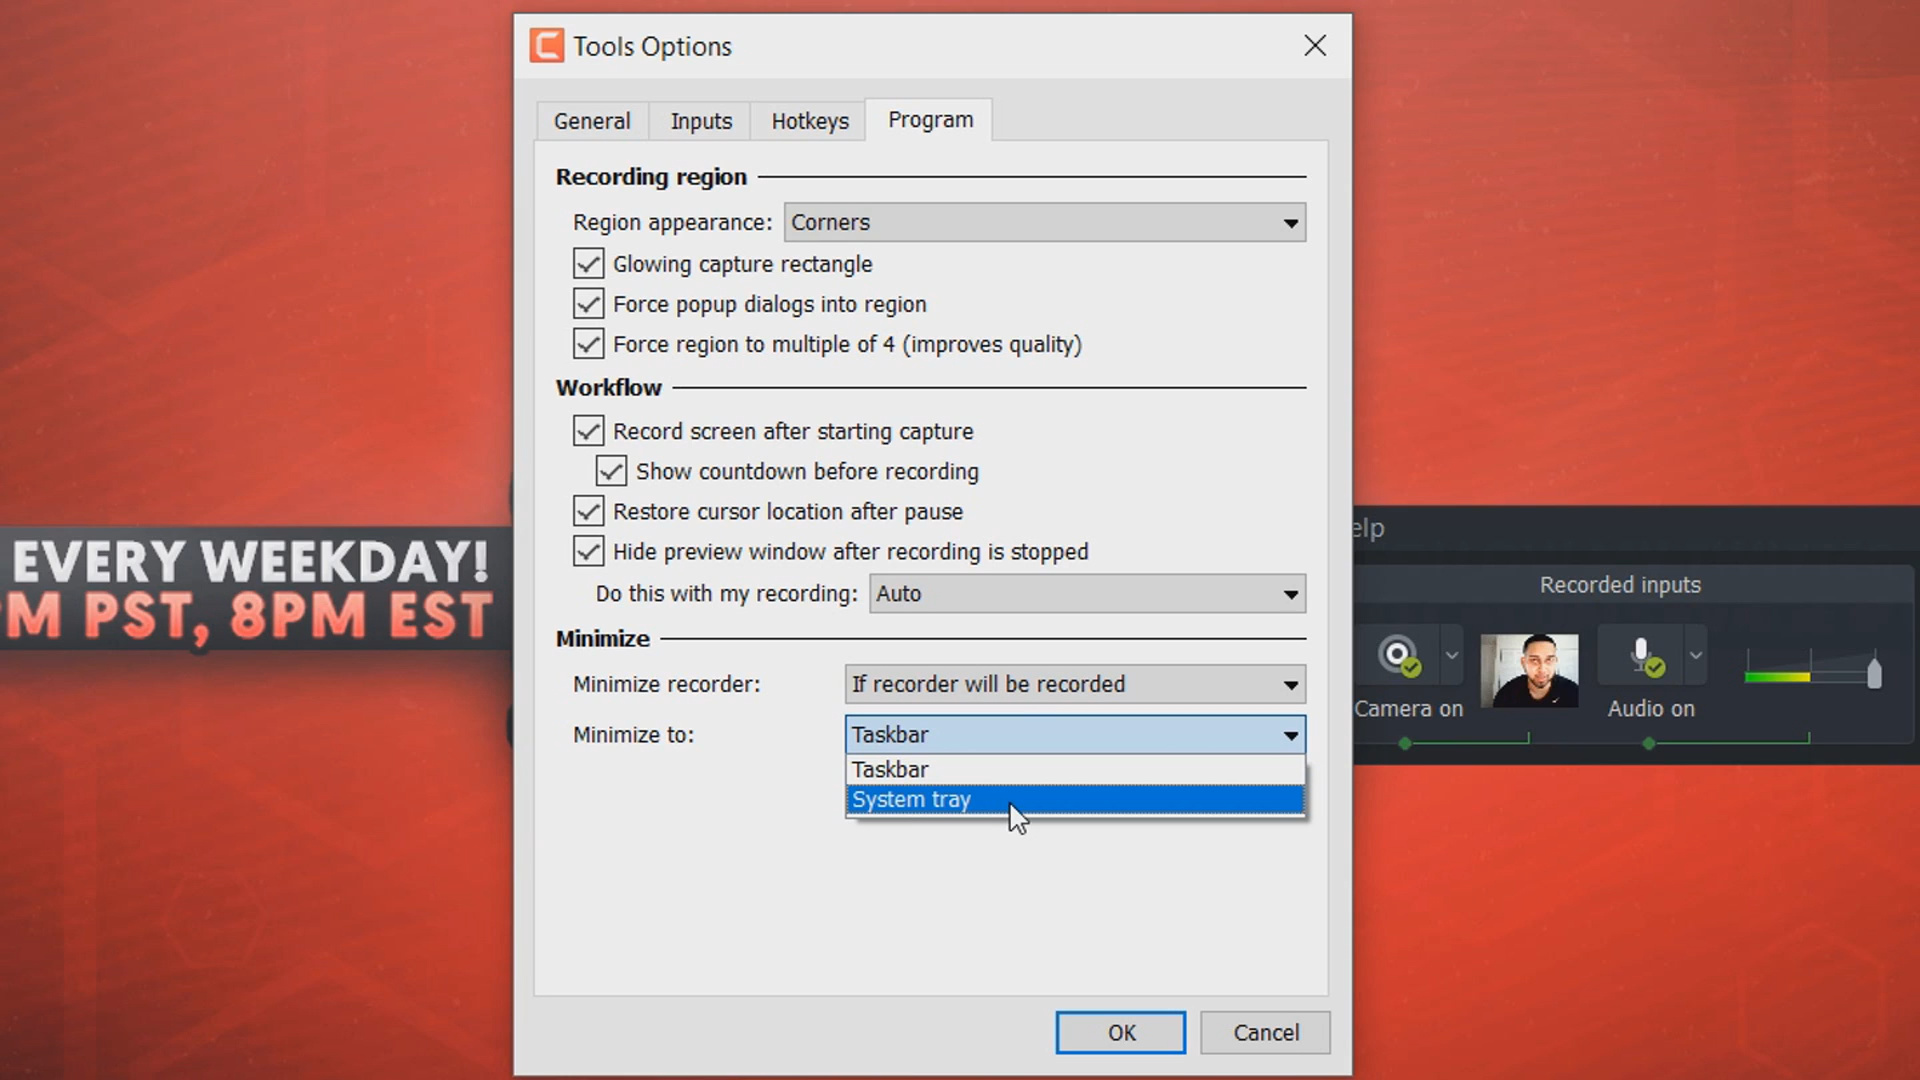 Tools Options
General
Inputs
Hotkeys
Program
Recording region
Region appearance: Corners
Glowing capture rectangle
Force popup dialogs into region
Force region to multiple of 4 (improves quality)
Workflow
Record screen after starting capture
Show countdown before recording
Restore cursor location after pause
Hide preview window after recording is stopped
Do this with my recording: Auto
Minimize
Minimize recorder: If recorder will be recorded
Minimize to: Taskbar
Taskbar
System tray
OK
Cancel
EVERY WEEKDAY!
M PST, 8PM EST
elp
Recorded inputs
Camera on
Audio on